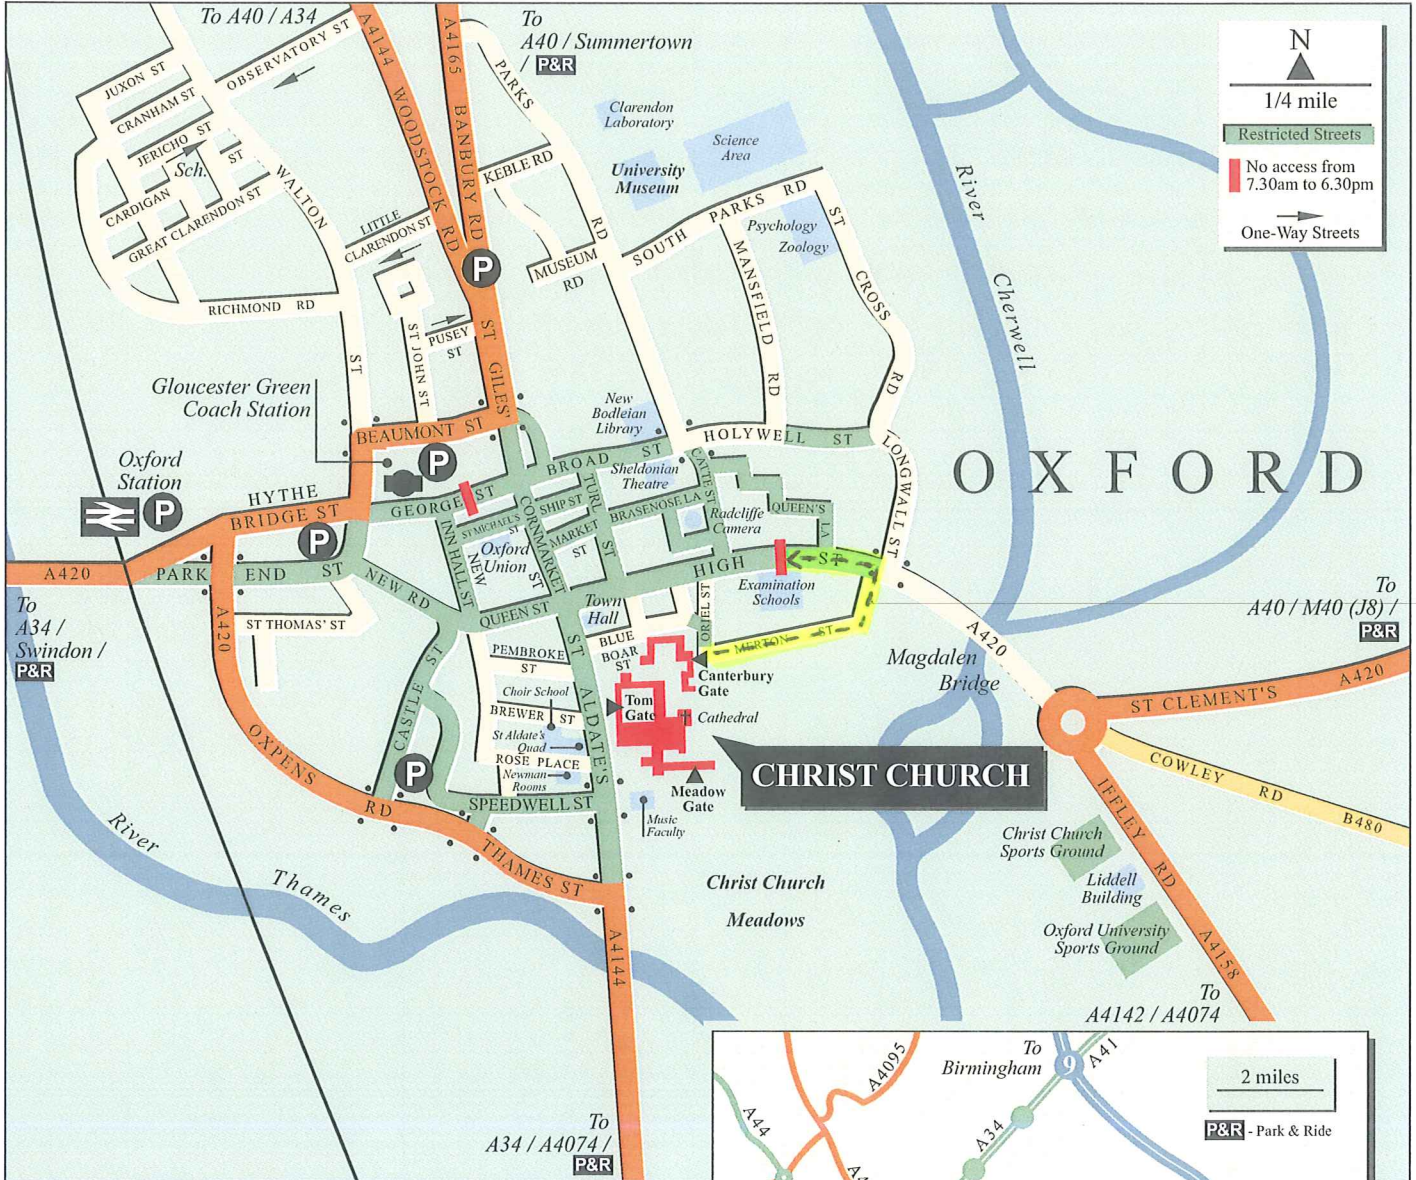 To A40 / A34
To
A40 / Summertown
/ P&R
N
1/4 mile
Restricted Streets
No access from
7.30am to 6.30pm
One-Way Streets
A4144
WOODSTOCK RD
A4165
BANBURY RD
PARKS
RD
JUXON ST
OBSERVATORY ST
CRANHAM ST
JERICHO ST
Sch.
ST
CARDIGAN
GREAT CLARENDON ST
WALTON
ST
LITTLE
CLARENDON ST
RICHMOND RD
Clarendon
Laboratory
Science
Area
University
Museum
KEBLE RD
MUSEUM
RD
SOUTH PARKS RD
Psychology
Zoology
ST CROSS RD
MANSFIELD RD
River
Cherwell
P
ST GILES'
PUSEY
ST
ST JOHN ST
Gloucester Green
Coach Station
BEAUMONT ST
New
Bodleian
Library
HOLYWELL ST
LONGWALL ST
OXFORD
Oxford
Station
P
HYTHE
BRIDGE ST
P
P
GEORGE ST
BROAD ST
Sheldonian
Theatre
CATTE ST
SHIP ST
TURL ST
ST MICHAEL'S
ST
CORNMARKET ST
MARKET
ST
BRASENOSE LA
Radcliffe
Camera
QUEEN'S
LA
NEW
INN HALL ST
Oxford
Union
A420
PARK END ST
NEW RD
HIGH ST
Examination
Schools
To
A34 /
Swindon /
P&R
A420
ST THOMAS' ST
QUEEN ST
Town
Hall
ORIEL ST
MERTON ST
BLUE
BOAR
ST
PEMBROKE
ST
Canterbury
Gate
Tom
Gate
Cathedral
Choir School
BREWER ST
St Aldate's
Quad
ROSE PLACE
Newman
Rooms
ST ALDATE'S
CASTLE ST
P
SPEEDWELL ST
Meadow
Gate
Music
Faculty
CHRIST CHURCH
A420
Magdalen
Bridge
To
A40 / M40 (J8) /
P&R
ST CLEMENT'S
A420
COWLEY
RD
B480
IFFLEY
RD
A4158
Christ Church
Sports Ground
Liddell
Building
Oxford University
Sports Ground
To
A4142 / A4074
OXPENS
RD
THAMES ST
River
Thames
Christ Church
Meadows
A4144
To
A34 / A4074 /
P&R
A4095
To
Birmingham
9
A41
A44
A34
2 miles
P&R - Park & Ride